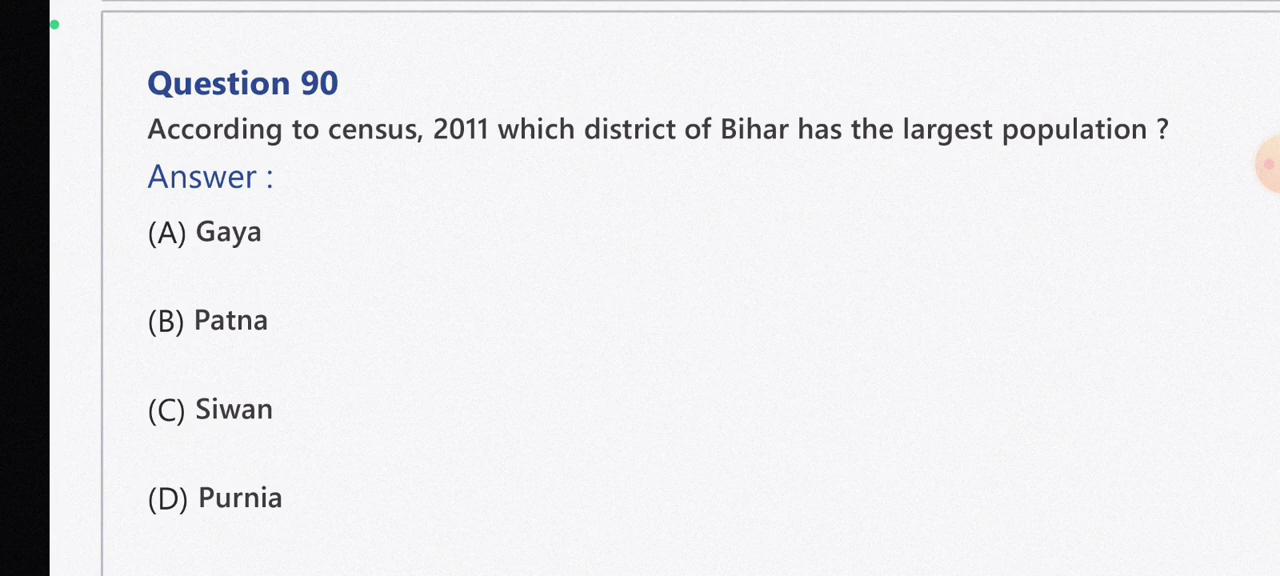 Question 90
According to census, 2011 which district of Bihar has the largest population ?
Answer :
(A) Gaya
(B) Patna
(C) Siwan
(D) Purnia